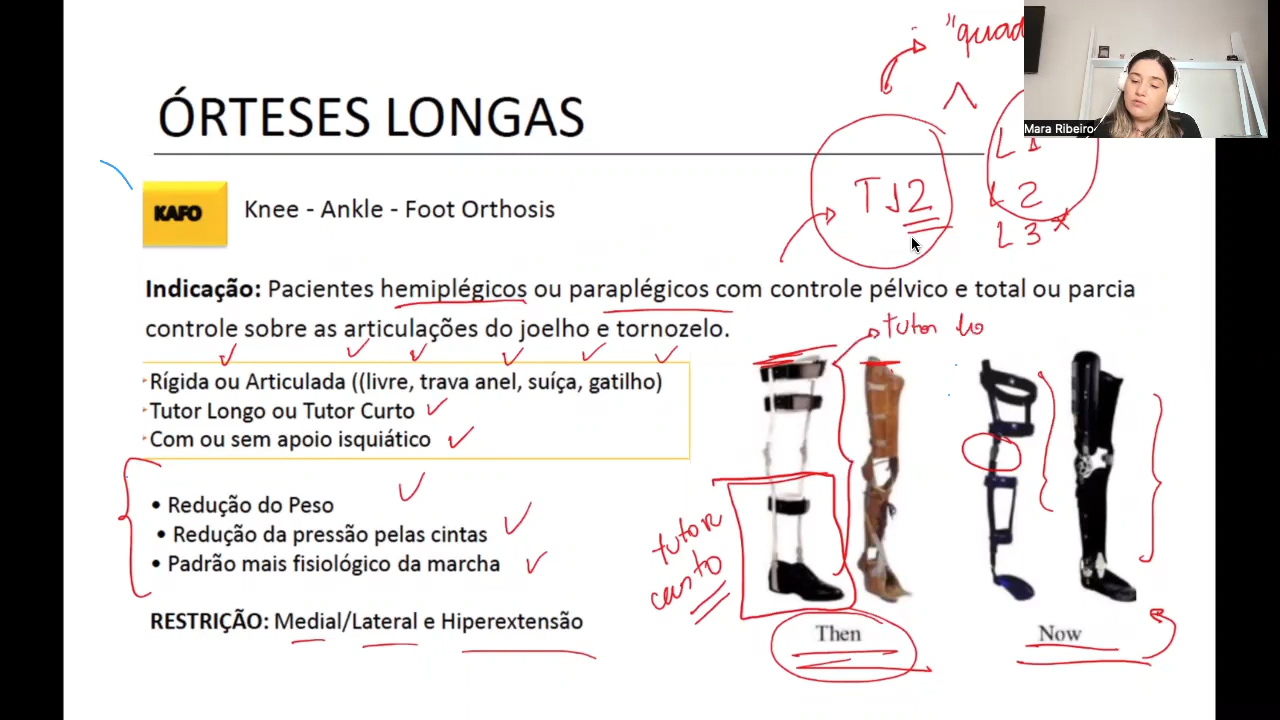 "quad
ÓRTESES LONGAS
Mara Ribeiro
L 1
TJ2
L 2
L 3 *
KAFO
Knee - Ankle - Foot Orthosis
Indicação: Pacientes hemiplégicos ou paraplégicos com controle pélvico e total ou parcia
controle sobre as articulações do joelho e tornozelo.
tutor lo
Rígida ou Articulada ((livre, trava anel, suíça, gatilho)
Tutor Longo ou Tutor Curto
Com ou sem apoio isquiático
• Redução do Peso
• Redução da pressão pelas cintas
• Padrão mais fisiológico da marcha
tutor
curto
RESTRIÇÃO: Medial/Lateral e Hiperextensão
Then
Now